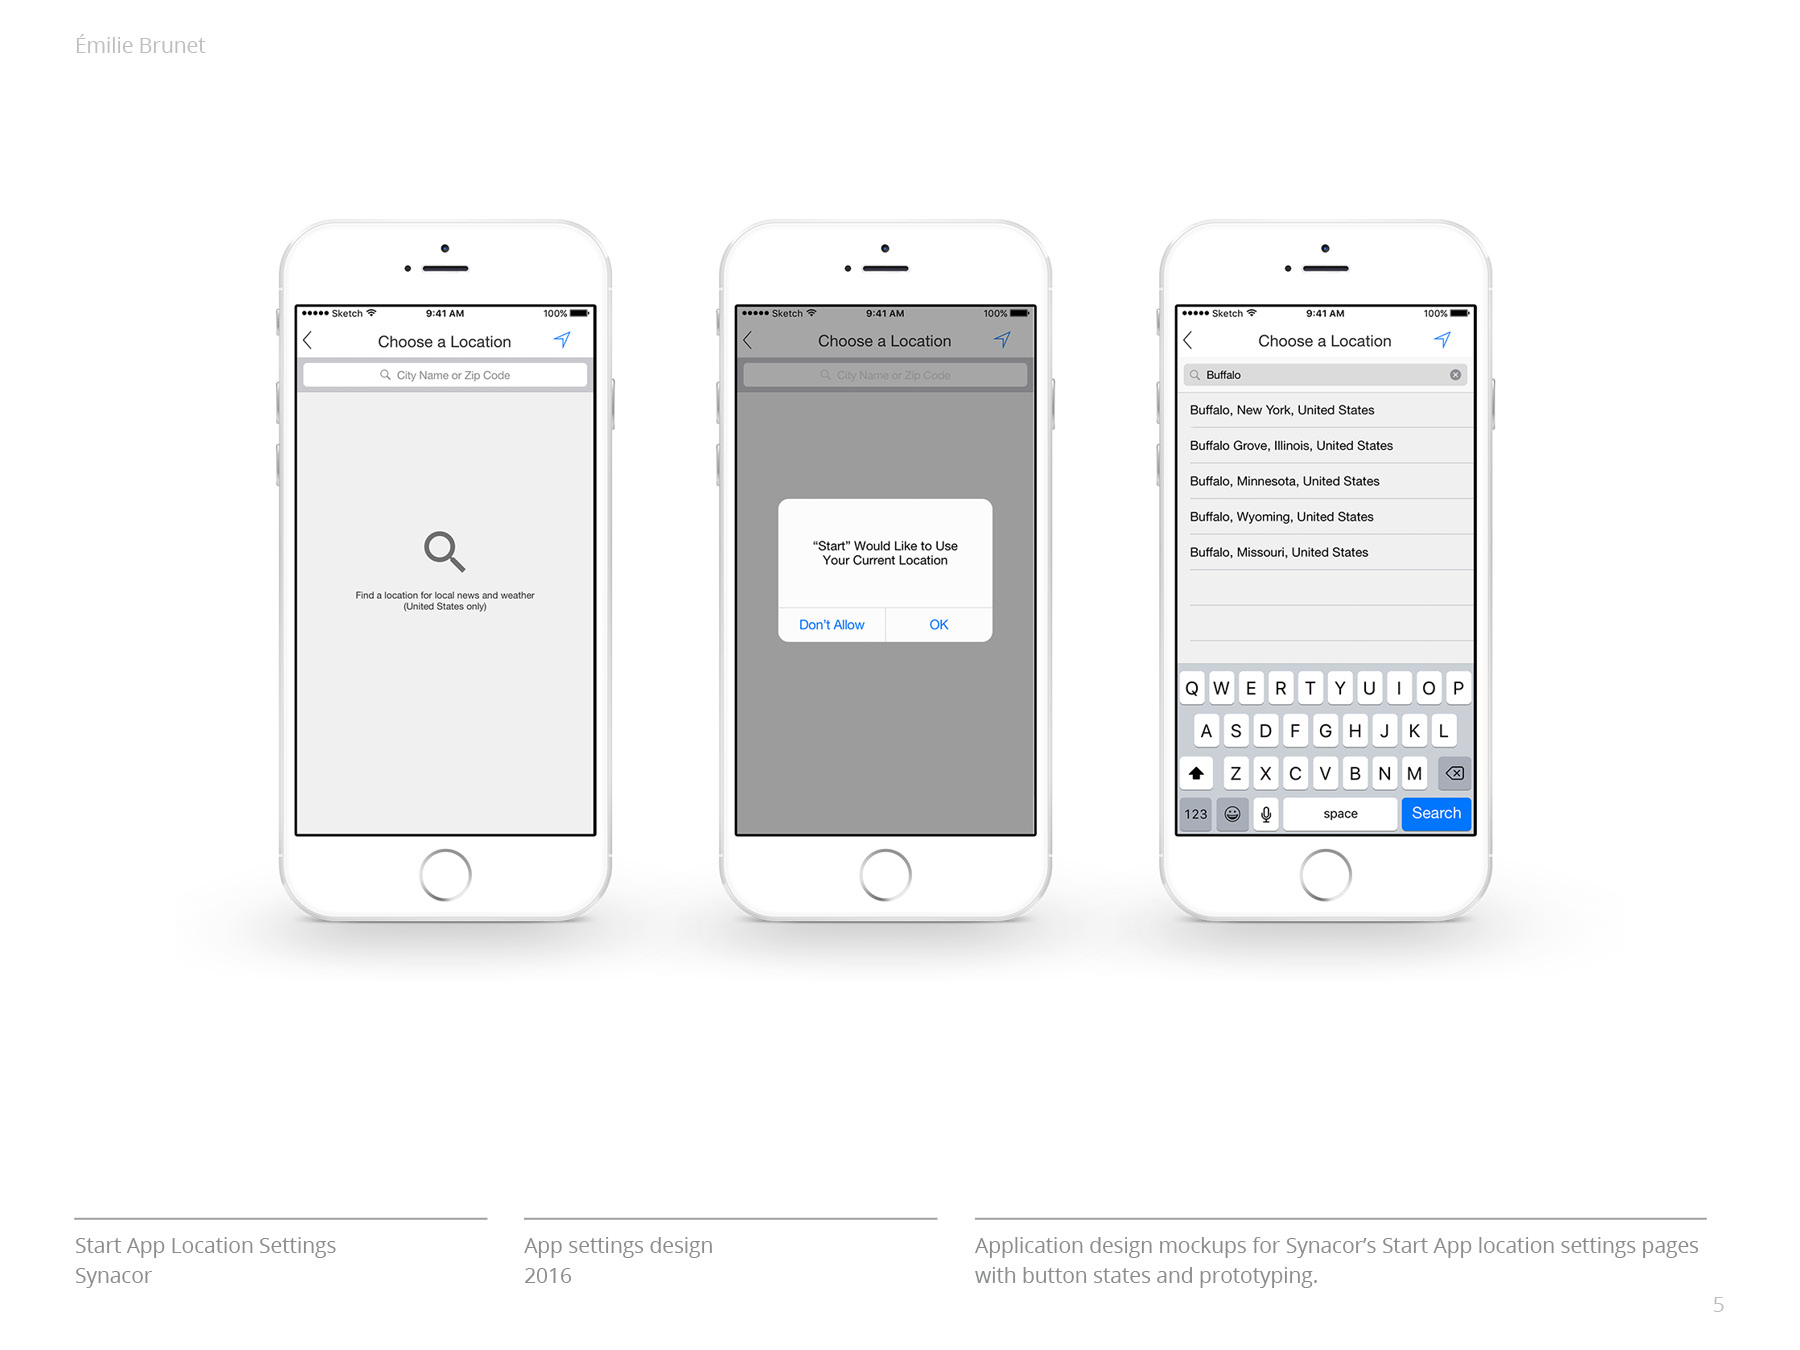 Émilie Brunet
Sketch 9:41 AM 100%
Choose a Location
City Name or Zip Code
Find a location for local news and weather
(United States only)
Sketch 9:41 AM 100%
Choose a Location
City Name or Zip Code
“Start” Would Like to Use
Your Current Location
Don’t Allow OK
Sketch 9:41 AM 100%
Choose a Location
Buffalo
Buffalo, New York, United States
Buffalo Grove, Illinois, United States
Buffalo, Minnesota, United States
Buffalo, Wyoming, United States
Buffalo, Missouri, United States
Q W E R T Y U I O P
A S D F G H J K L
Z X C V B N M
123 space Search
Start App Location Settings
Synacor
App settings design
2016
Application design mockups for Synacor’s Start App location settings pages
with button states and prototyping.
5